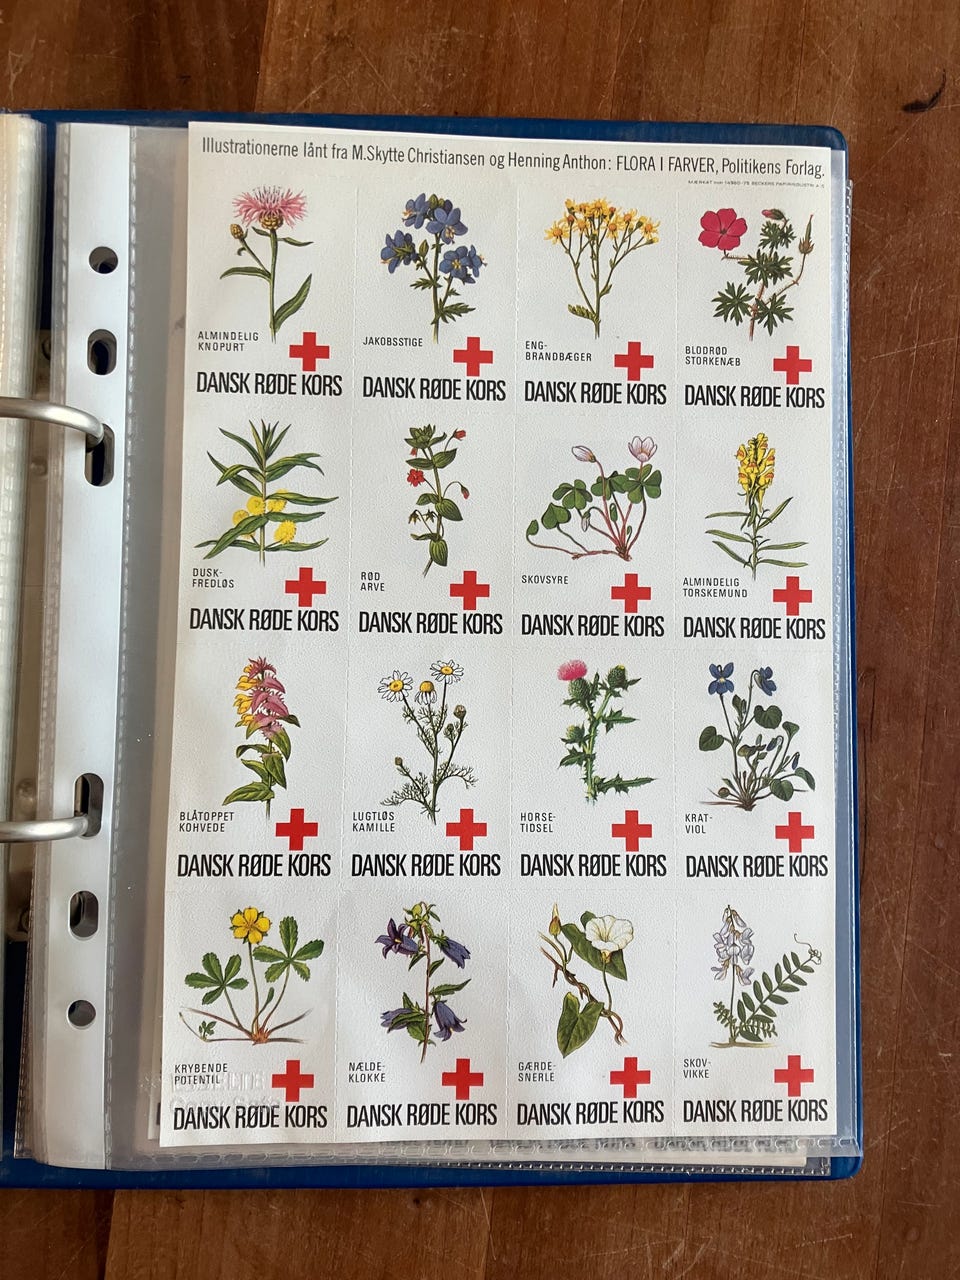 Illustrationerne lånt fra M.Skytte Christiansen og Henning Anthon: FLORA I FARVER, Politikens Forlag.
ALMINDELIG
KNOPURT
DANSK RØDE KORS
JAKOBSSTIGE
DANSK RØDE KORS
ENG-
BRANDBÆGER
DANSK RØDE KORS
BLODRØD
STORKENÆB
DANSK RØDE KORS
DUSK-
FREDLØS
DANSK RØDE KORS
RØD
ARVE
DANSK RØDE KORS
SKOVSYRE
DANSK RØDE KORS
ALMINDELIG
TORSKEMUND
DANSK RØDE KORS
BLÅTOPPET
KOHVEDE
DANSK RØDE KORS
LUGTLØS
KAMILLE
DANSK RØDE KORS
HORSE-
TIDSEL
DANSK RØDE KORS
KRAT-
VIOL
DANSK RØDE KORS
KRYBENDE
POTENTIL
DANSK RØDE KORS
NÆLDE-
KLOKKE
DANSK RØDE KORS
GÆRDE-
SNERLE
DANSK RØDE KORS
SKOV-
VIKKE
DANSK RØDE KORS